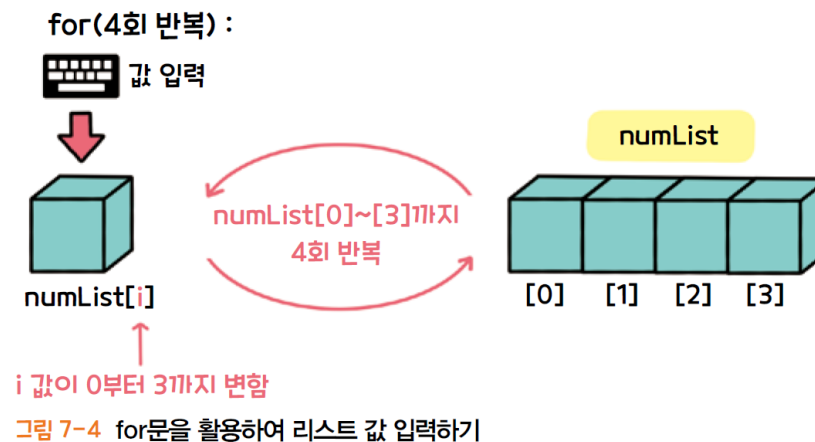 for(4회 반복) :
값 입력
numList
numList[0]~[3]까지
4회 반복
numList[i]
[0] [1] [2] [3]
i 값이 0부터 3까지 변함
그림 7-4 for문을 활용하여 리스트 값 입력하기